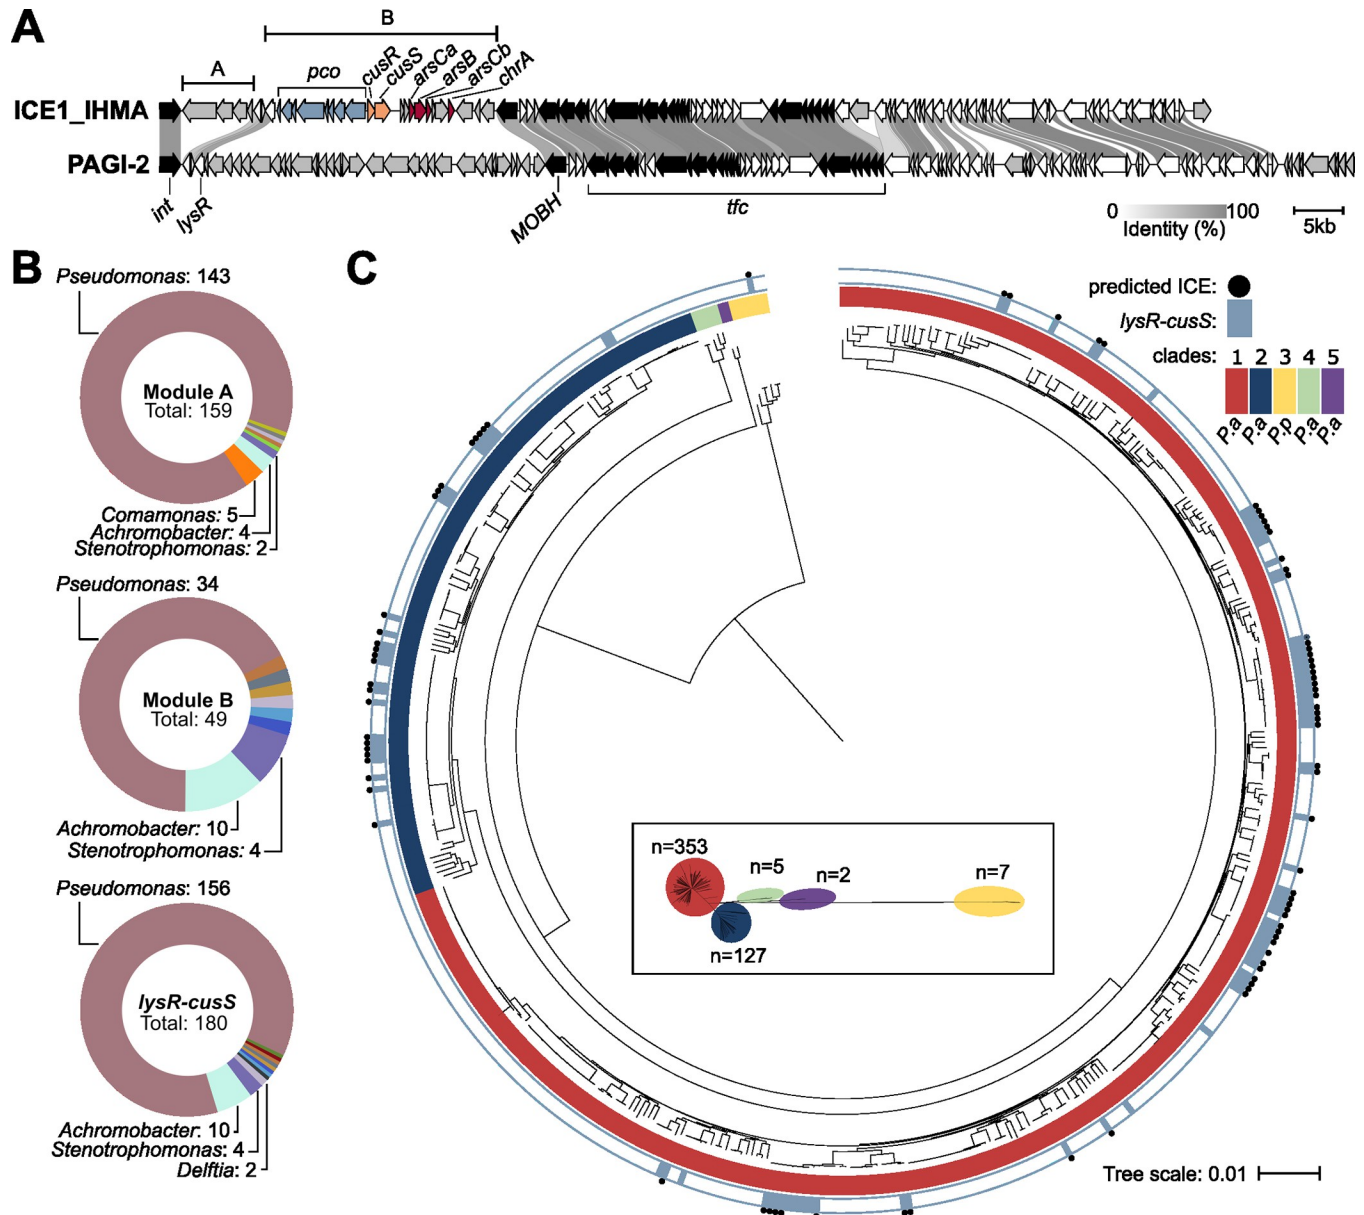 A
B
A
pco
cusR
cusS
arsCa
arsB
arsCb
chrA
ICE1_IHMA
PAGI-2
int
lysR
MOBH
tfc
0 100
Identity (%)
5kb
B
Pseudomonas: 143
Module A
Total: 159
Comamonas: 5
Achromobacter: 4
Stenotrophomonas: 2
Pseudomonas: 34
Module B
Total: 49
Achromobacter: 10
Stenotrophomonas: 4
Pseudomonas: 156
lysR-cusS
Total: 180
Achromobacter: 10
Stenotrophomonas: 4
Delftia: 2
C
predicted ICE:
lysR-cusS:
clades: 1 2 3 4 5
P.a P.a P.p P.a P.a
n=353
n=5
n=2
n=7
n=127
Tree scale: 0.01